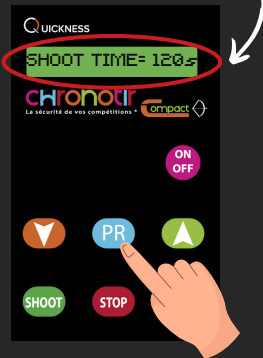 QUICKNESS
SHOOT TIME= 120s
CHRONOTIR
La sécurité de vos compétitions *
Compact
ON
OFF
PR
SHOOT
STOP